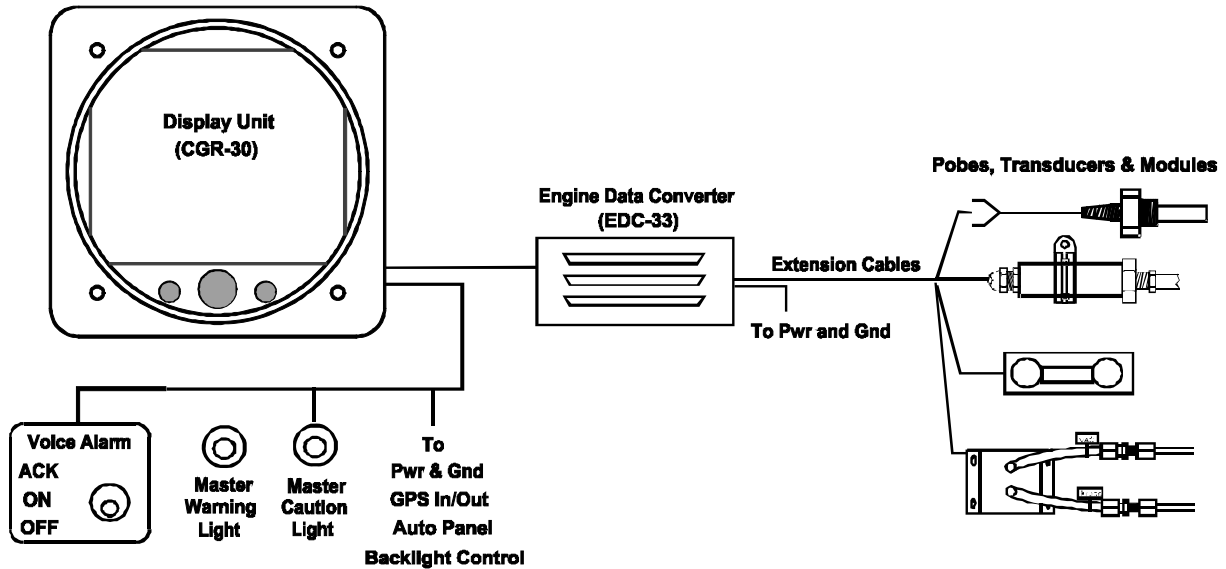 Display Unit
(CGR-30)
Engine Data Converter
(EDC-33)
Pobes, Transducers & Modules
Extension Cables
To Pwr and Gnd
Voice Alarm
ACK
ON
OFF
Master
Warning
Light
Master
Caution
Light
To
Pwr & Gnd
GPS In/Out
Auto Panel
Backlight Control